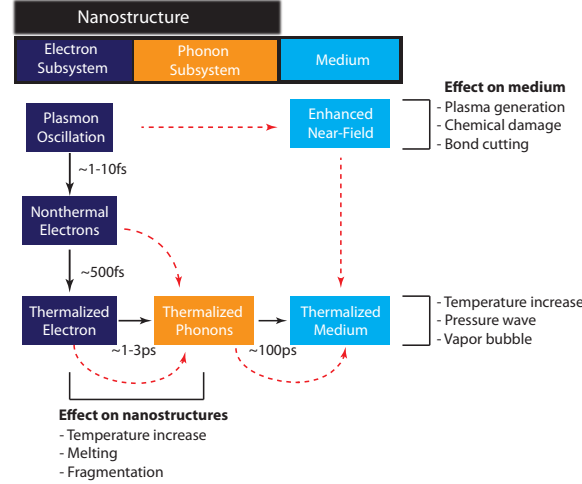 Nanostructure
Electron
Subsystem
Phonon
Subsystem
Medium
Plasmon
Oscillation
Enhanced
Near-Field
Effect on medium
- Plasma generation
- Chemical damage
- Bond cutting
~1-10fs
Nonthermal
Electrons
~500fs
Thermalized
Electron
Thermalized
Phonons
Thermalized
Medium
- Temperature increase
- Pressure wave
- Vapor bubble
~1-3ps
~100ps
Effect on nanostructures
- Temperature increase
- Melting
- Fragmentation